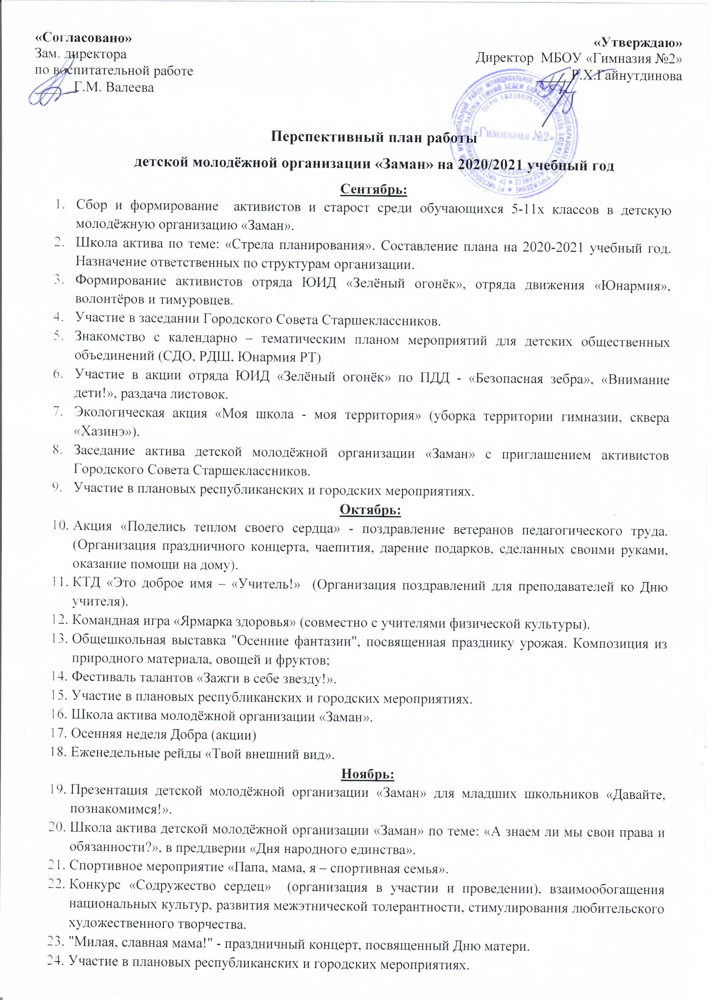 «Согласовано»
Зам. директора
по воспитательной работе
Г.М. Валеева
«Утверждаю»
Директор МБОУ «Гимназия №2»
Р.Х.Гайнутдинова
ОГРН 1021607558169
«Гимназия №2»
Перспективный план работы
детской молодёжной организации «Заман» на 2020/2021 учебный год
Сентябрь:
1. Сбор и формирование активистов и старост среди обучающихся 5-11х классов в детскую
молодёжную организацию «Заман».
2. Школа актива по теме: «Стрела планирования». Составление плана на 2020-2021 учебный год.
Назначение ответственных по структурам организации.
3. Формирование активистов отряда ЮИД «Зелёный огонёк», отряда движения «Юнармия»,
волонтёров и тимуровцев.
4. Участие в заседании Городского Совета Старшеклассников.
5. Знакомство с календарно – тематическим планом мероприятий для детских общественных
объединений (СДО, РДШ, Юнармия РТ)
6. Участие в акции отряда ЮИД «Зелёный огонёк» по ПДД - «Безопасная зебра», «Внимание
дети!», раздача листовок.
7. Экологическая акция «Моя школа - моя территория» (уборка территории гимназии, сквера
«Хазинэ»).
8. Заседание актива детской молодёжной организации «Заман» с приглашением активистов
Городского Совета Старшеклассников.
9. Участие в плановых республиканских и городских мероприятиях.
Октябрь:
10. Акция «Поделись теплом своего сердца» - поздравление ветеранов педагогического труда.
(Организация праздничного концерта, чаепития, дарение подарков, сделанных своими руками,
оказание помощи на дому).
11. КТД «Это доброе имя – «Учитель!» (Организация поздравлений для преподавателей ко Дню
учителя).
12. Командная игра «Ярмарка здоровья» (совместно с учителями физической культуры).
13. Общешкольная выставка "Осенние фантазии", посвященная празднику урожая. Композиция из
природного материала, овощей и фруктов;
14. Фестиваль талантов «Зажги в себе звезду!».
15. Участие в плановых республиканских и городских мероприятиях.
16. Школа актива молодёжной организации «Заман».
17. Осенняя неделя Добра (акции)
18. Еженедельные рейды «Твой внешний вид».
Ноябрь:
19. Презентация детской молодёжной организации «Заман» для младших школьников «Давайте,
познакомимся!».
20. Школа актива детской молодёжной организации «Заман» по теме: «А знаем ли мы свои права и
обязанности?», в преддверии «Дня народного единства».
21. Спортивное мероприятие «Папа, мама, я – спортивная семья».
22. Конкурс «Содружество сердец» (организация в участии и проведении), взаимообогащения
национальных культур, развития межэтнической толерантности, стимулирования любительского
художественного творчества.
23. "Милая, славная мама!" - праздничный концерт, посвященный Дню матери.
24. Участие в плановых республиканских и городских мероприятиях.